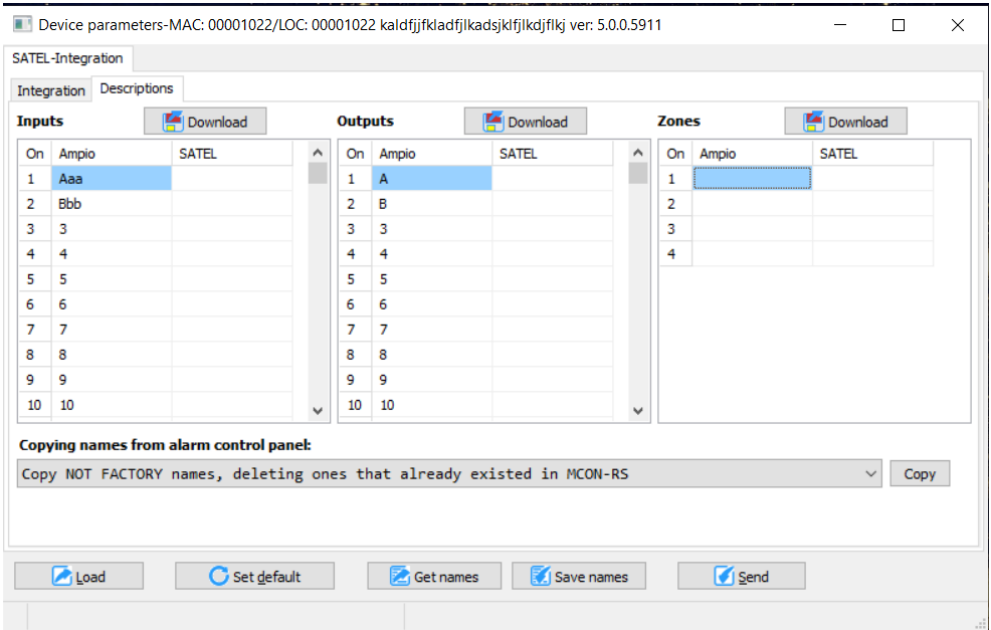 Device parameters-MAC: 00001022/LOC: 00001022 kaldfjjfkladfjlkadsjklfjlkdjflkj ver: 5.0.0.5911
SATEL-Integration
Integration Descriptions
Inputs Download Outputs Download Zones Download
On Ampio SATEL On Ampio SATEL On Ampio SATEL
1 Aaa 1 A 1
2 Bbb 2 B 2
3 3 3 3 3
4 4 4 4 4
5 5 5 5
6 6 6 6
7 7 7 7
8 8 8 8
9 9 9 9
10 10 10 10
Copying names from alarm control panel:
Copy NOT FACTORY names, deleting ones that already existed in MCON-RS Copy
Load Set default Get names Save names Send